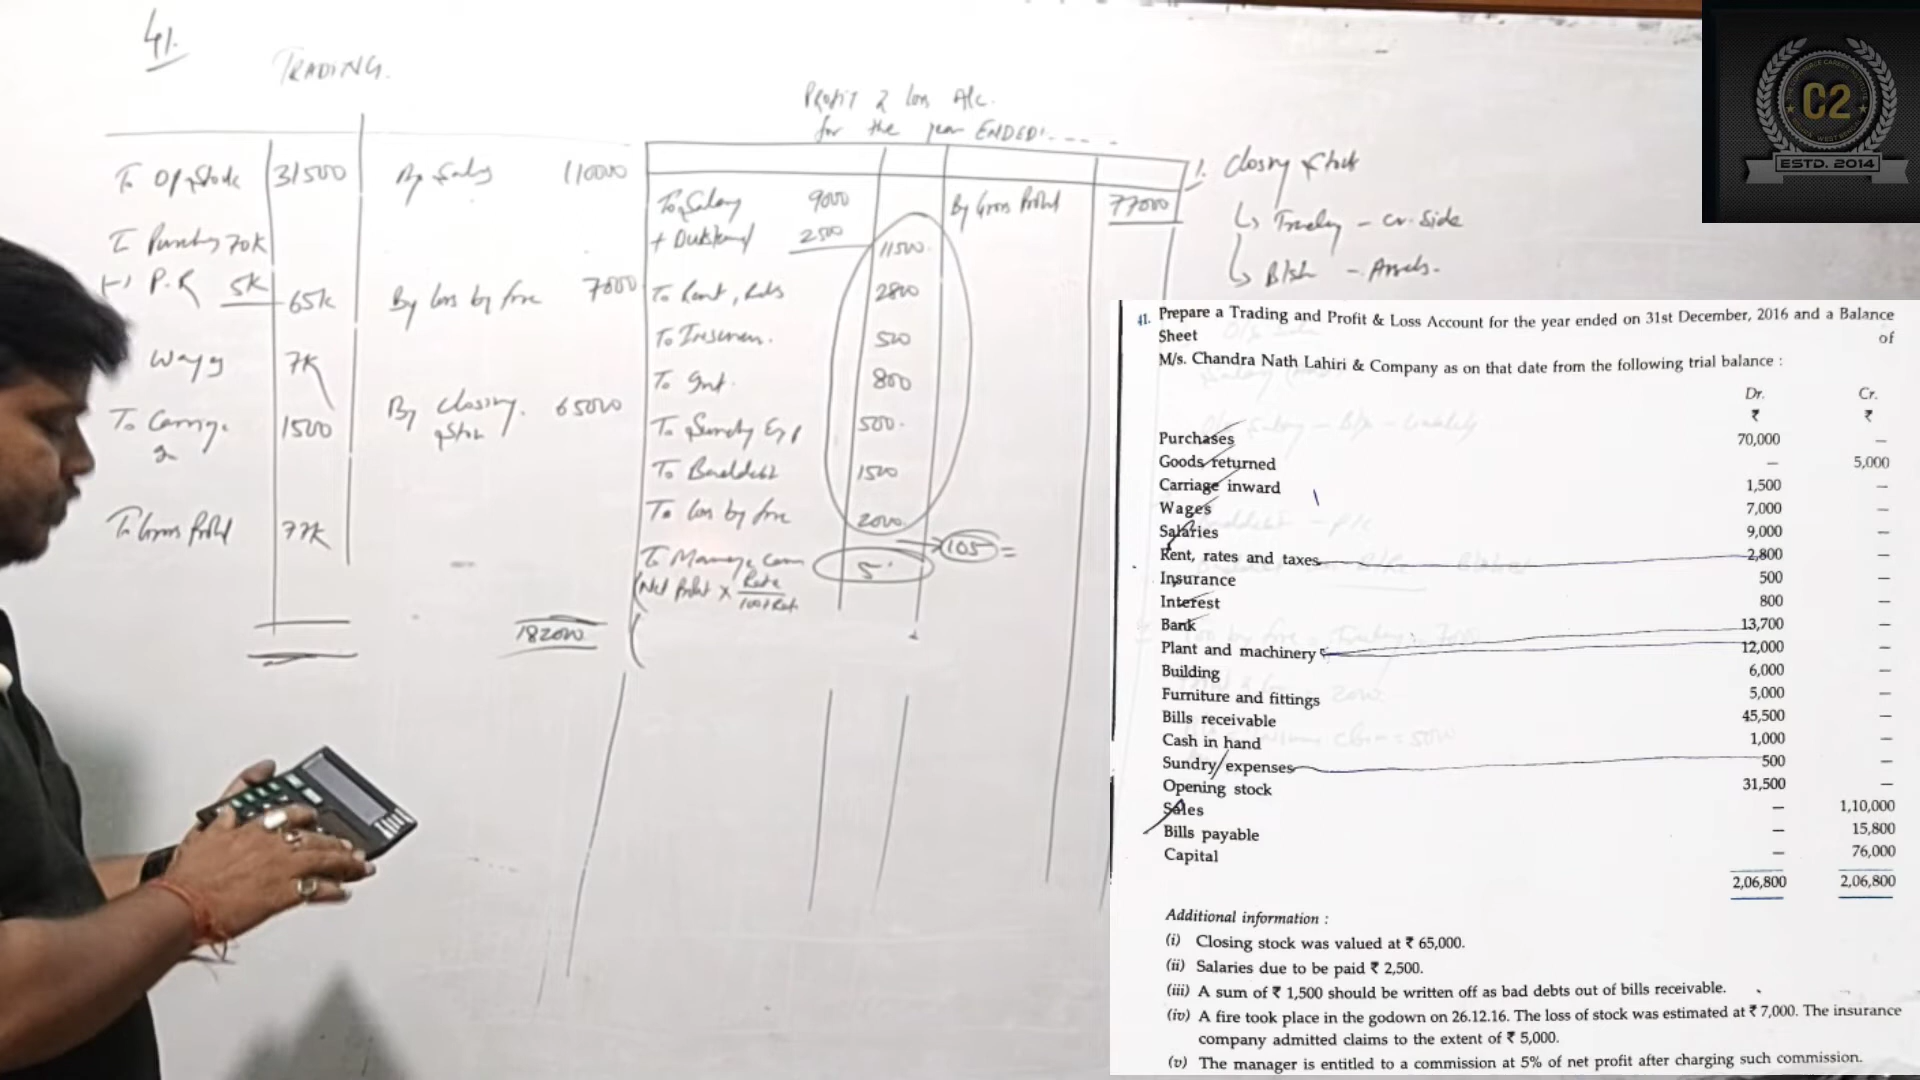 41.
TRADING.
To Op. Stock 31500
By Sales 110000
To Purchas 70K
(-) P.R 5K 65K
By loss by fire 7000
Wags 7K
To Carriage 1500
By closing Stock 65000
To Gross Profit 77K
182000
Profit & loss A/c.
for the year ENDED:- - - - -
To Salary 9000
+ Outstand 2500 11500
By Gross Profit 77000
To Rent, Rates 2800
To Insuran. 500
To Int. 800
To Sundry Exp 500
To Baddebt 1500
To loss by fire 2000
To Manage com 5
105 =
(Net Profit × Rate
100+Rate
1. Closing Stock
↳ Trading - Cr. Side
↳ B/sh - Assets.
C2
ESTD. 2014
41. Prepare a Trading and Profit & Loss Account for the year ended on 31st December, 2016 and a Balance
Sheet of
M/s. Chandra Nath Lahiri & Company as on that date from the following trial balance :
Dr. Cr.
₹ ₹
Purchases 70,000 —
Goods returned — 5,000
Carriage inward 1,500 —
Wages 7,000 —
Salaries 9,000 —
Rent, rates and taxes 2,800 —
Insurance 500 —
Interest 800 —
Bank 13,700 —
Plant and machinery 12,000 —
Building 6,000 —
Furniture and fittings 5,000 —
Bills receivable 45,500 —
Cash in hand 1,000 —
Sundry expenses 500 —
Opening stock 31,500 —
Sales — 1,10,000
Bills payable — 15,800
Capital — 76,000
2,06,800 2,06,800
Additional information :
(i) Closing stock was valued at ₹ 65,000.
(ii) Salaries due to be paid ₹ 2,500.
(iii) A sum of ₹ 1,500 should be written off as bad debts out of bills receivable.
(iv) A fire took place in the godown on 26.12.16. The loss of stock was estimated at ₹ 7,000. The insurance
company admitted claims to the extent of ₹ 5,000.
(v) The manager is entitled to a commission at 5% of net profit after charging such commission.